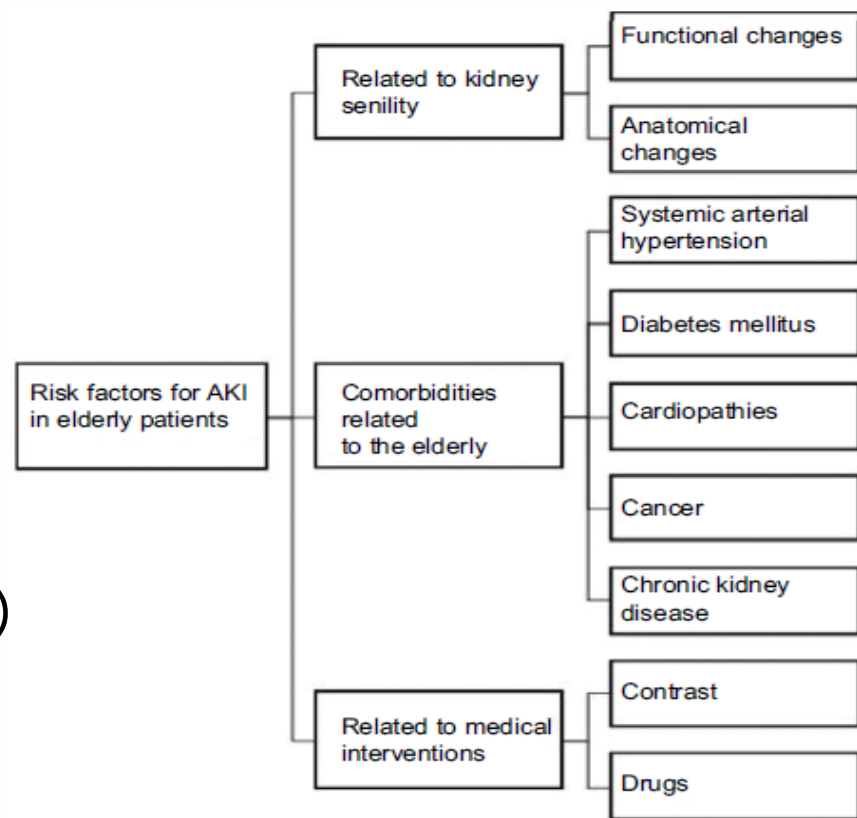 Risk factors for AKI
in elderly patients
Related to kidney
senility
Functional changes
Anatomical
changes
Comorbidities
related
to the elderly
Systemic arterial
hypertension
Diabetes mellitus
Cardiopathies
Cancer
Chronic kidney
disease
Related to medical
interventions
Contrast
Drugs
)